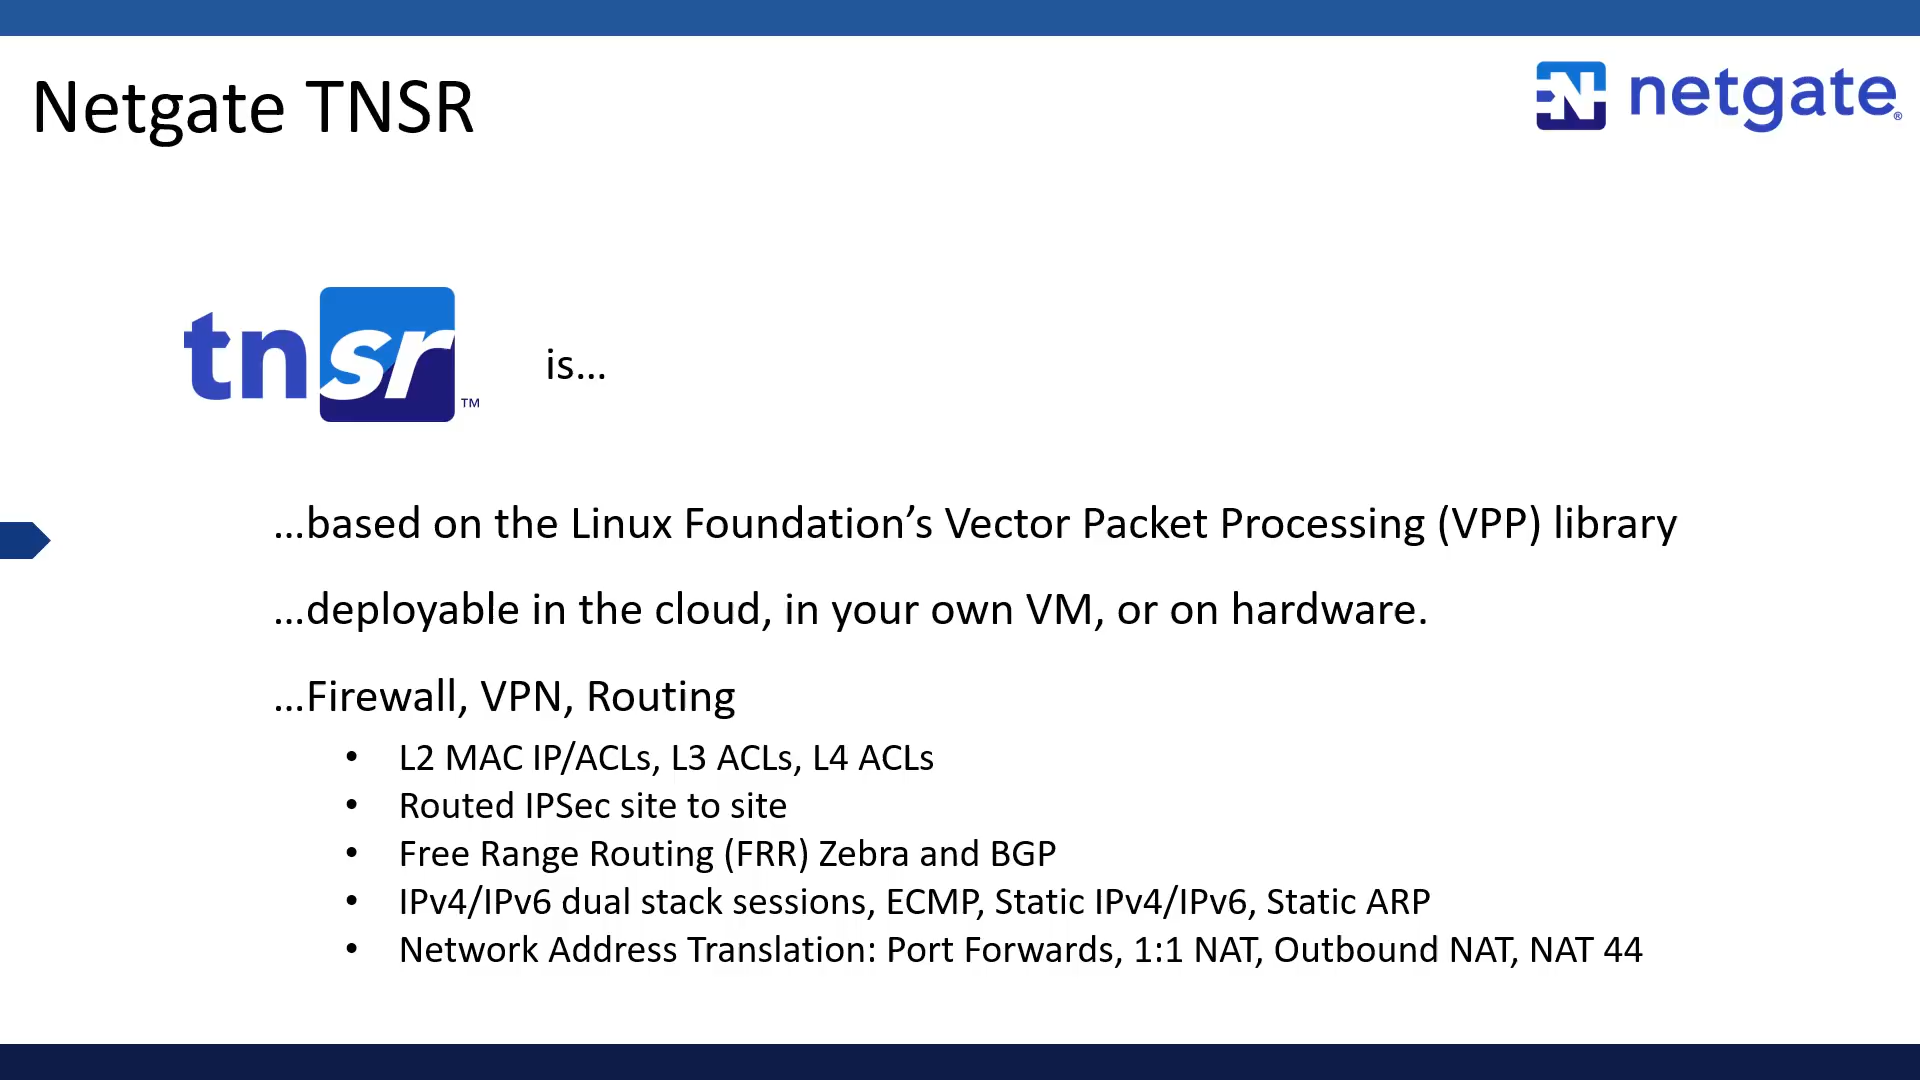 Netgate TNSR
N netgate®
tnsr™ is…
…based on the Linux Foundation’s Vector Packet Processing (VPP) library
…deployable in the cloud, in your own VM, or on hardware.
…Firewall, VPN, Routing
• L2 MAC IP/ACLs, L3 ACLs, L4 ACLs
• Routed IPSec site to site
• Free Range Routing (FRR) Zebra and BGP
• IPv4/IPv6 dual stack sessions, ECMP, Static IPv4/IPv6, Static ARP
• Network Address Translation: Port Forwards, 1:1 NAT, Outbound NAT, NAT 44